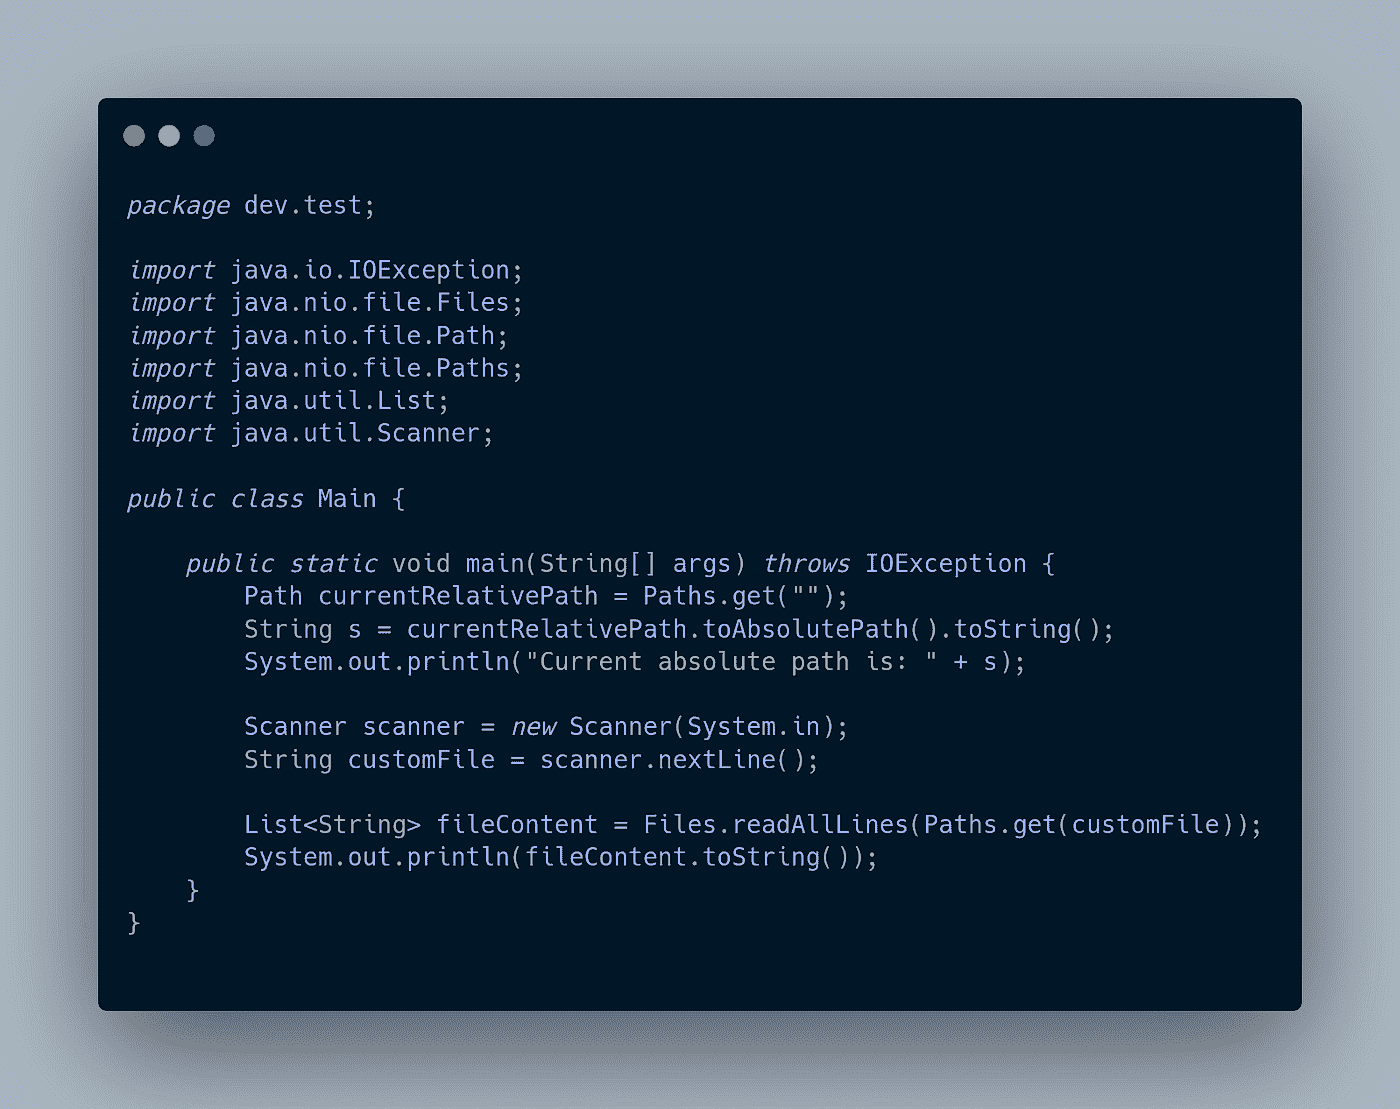 package dev.test;

import java.io.IOException;
import java.nio.file.Files;
import java.nio.file.Path;
import java.nio.file.Paths;
import java.util.List;
import java.util.Scanner;

public class Main {

    public static void main(String[] args) throws IOException {
        Path currentRelativePath = Paths.get("");
        String s = currentRelativePath.toAbsolutePath().toString();
        System.out.println("Current absolute path is: " + s);

        Scanner scanner = new Scanner(System.in);
        String customFile = scanner.nextLine();

        List<String> fileContent = Files.readAllLines(Paths.get(customFile));
        System.out.println(fileContent.toString());
    }
}